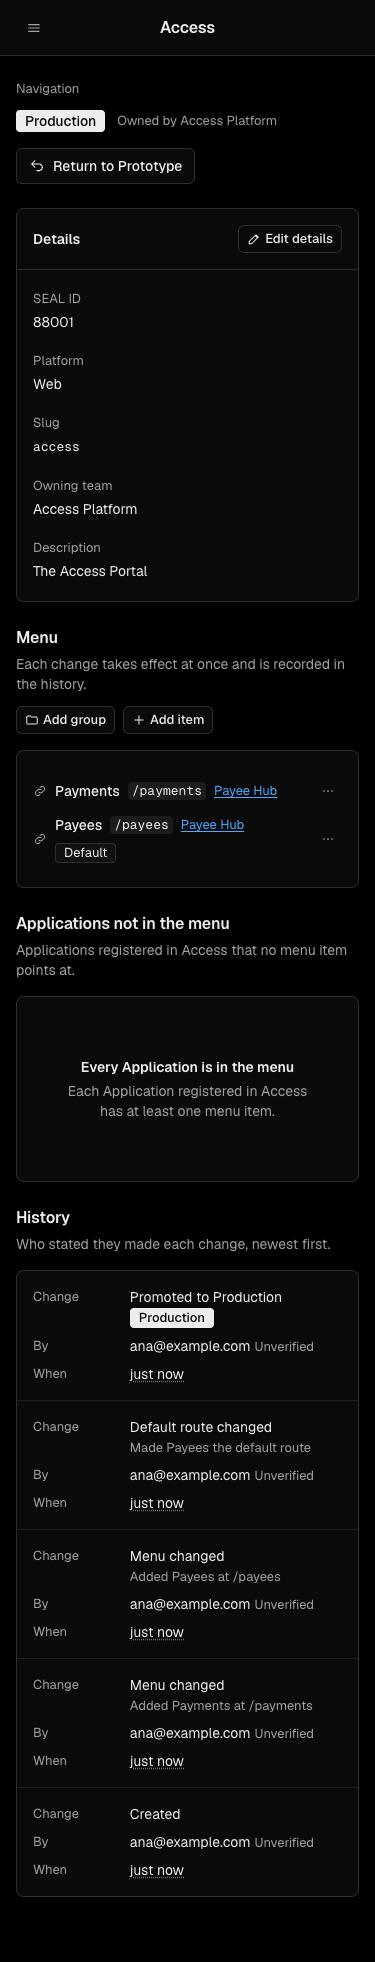 Access
Navigation
Production Owned by Access Platform
Return to Prototype
Details Edit details
SEAL ID
88001
Platform
Web
Slug
access
Owning team
Access Platform
Description
The Access Portal
Menu
Each change takes effect at once and is recorded in
the history.
Add group Add item
Payments /payments Payee Hub
Payees /payees Payee Hub
Default
Applications not in the menu
Applications registered in Access that no menu item
points at.
Every Application is in the menu
Each Application registered in Access
has at least one menu item.
History
Who stated they made each change, newest first.
Change Promoted to Production
Production
By ana@example.com Unverified
When just now
Change Default route changed
Made Payees the default route
By ana@example.com Unverified
When just now
Change Menu changed
Added Payees at /payees
By ana@example.com Unverified
When just now
Change Menu changed
Added Payments at /payments
By ana@example.com Unverified
When just now
Change Created
By ana@example.com Unverified
When just now